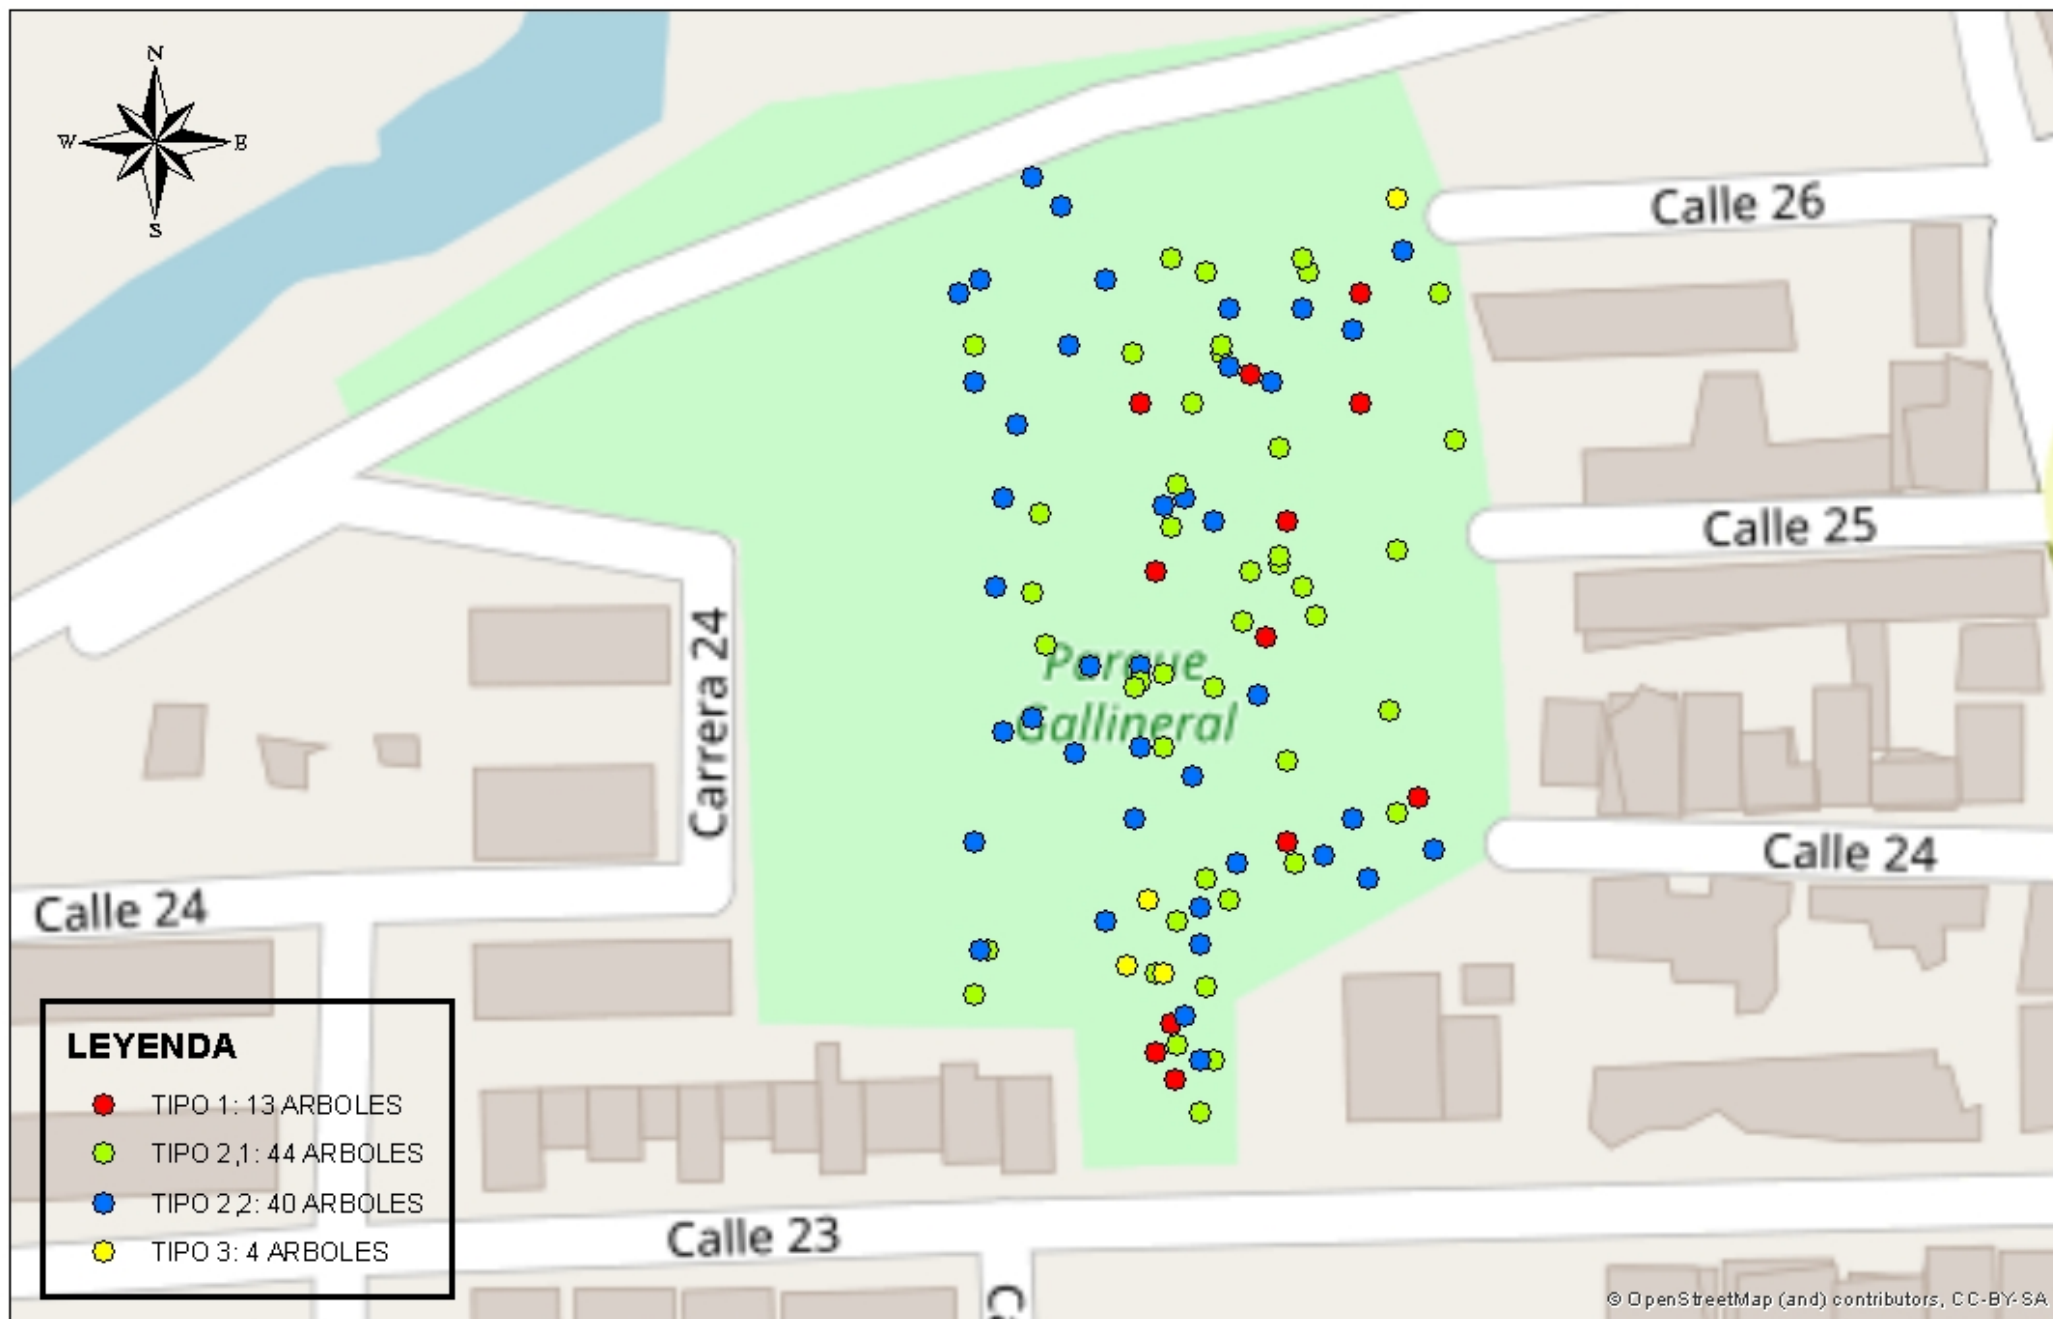 N
W E
S
Calle 26
Calle 25
Carrera 24
Parque
Gallineral
Calle 24
Calle 24
LEYENDA
TIPO 1: 13 ARBOLES
TIPO 2,1: 44 ARBOLES
TIPO 2,2: 40 ARBOLES
TIPO 3: 4 ARBOLES
Calle 23
© OpenStreetMap (and) contributors, CC-BY-SA